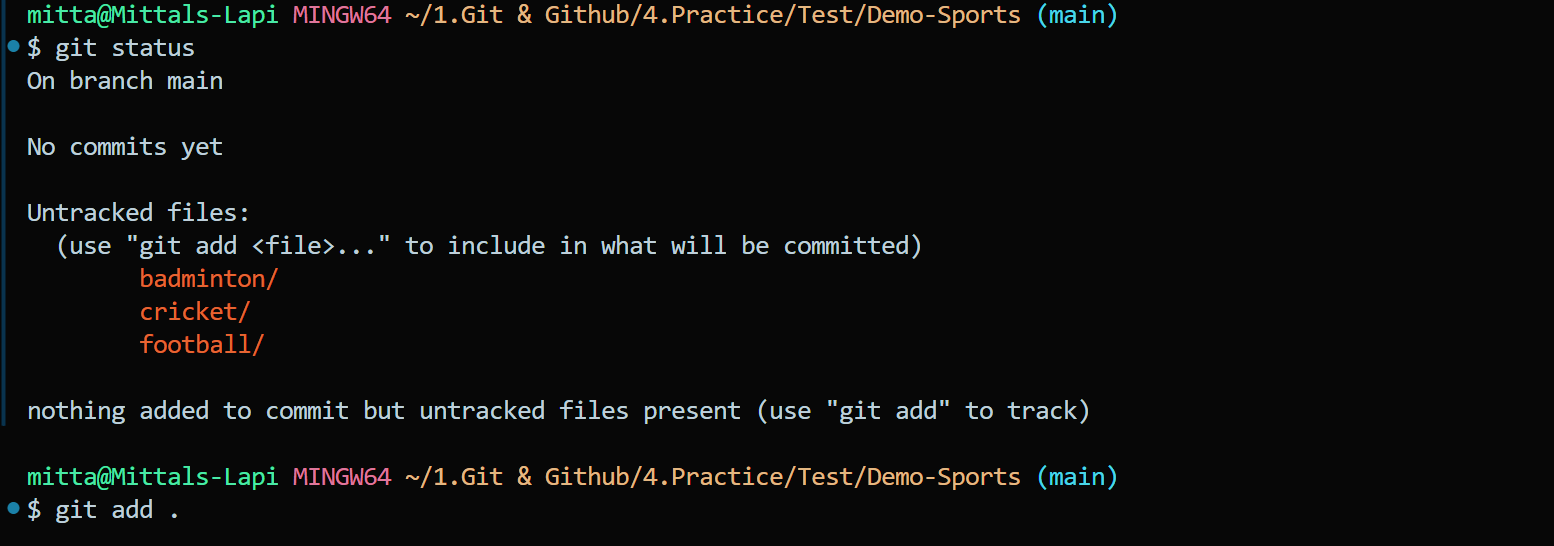 mitta@Mittals-Lapi MINGW64 ~/1.Git & Github/4.Practice/Test/Demo-Sports (main)
$ git status
On branch main
No commits yet
Untracked files:
  (use "git add <file>..." to include in what will be committed)
        badminton/
        cricket/
        football/
nothing added to commit but untracked files present (use "git add" to track)
mitta@Mittals-Lapi MINGW64 ~/1.Git & Github/4.Practice/Test/Demo-Sports (main)
$ git add .